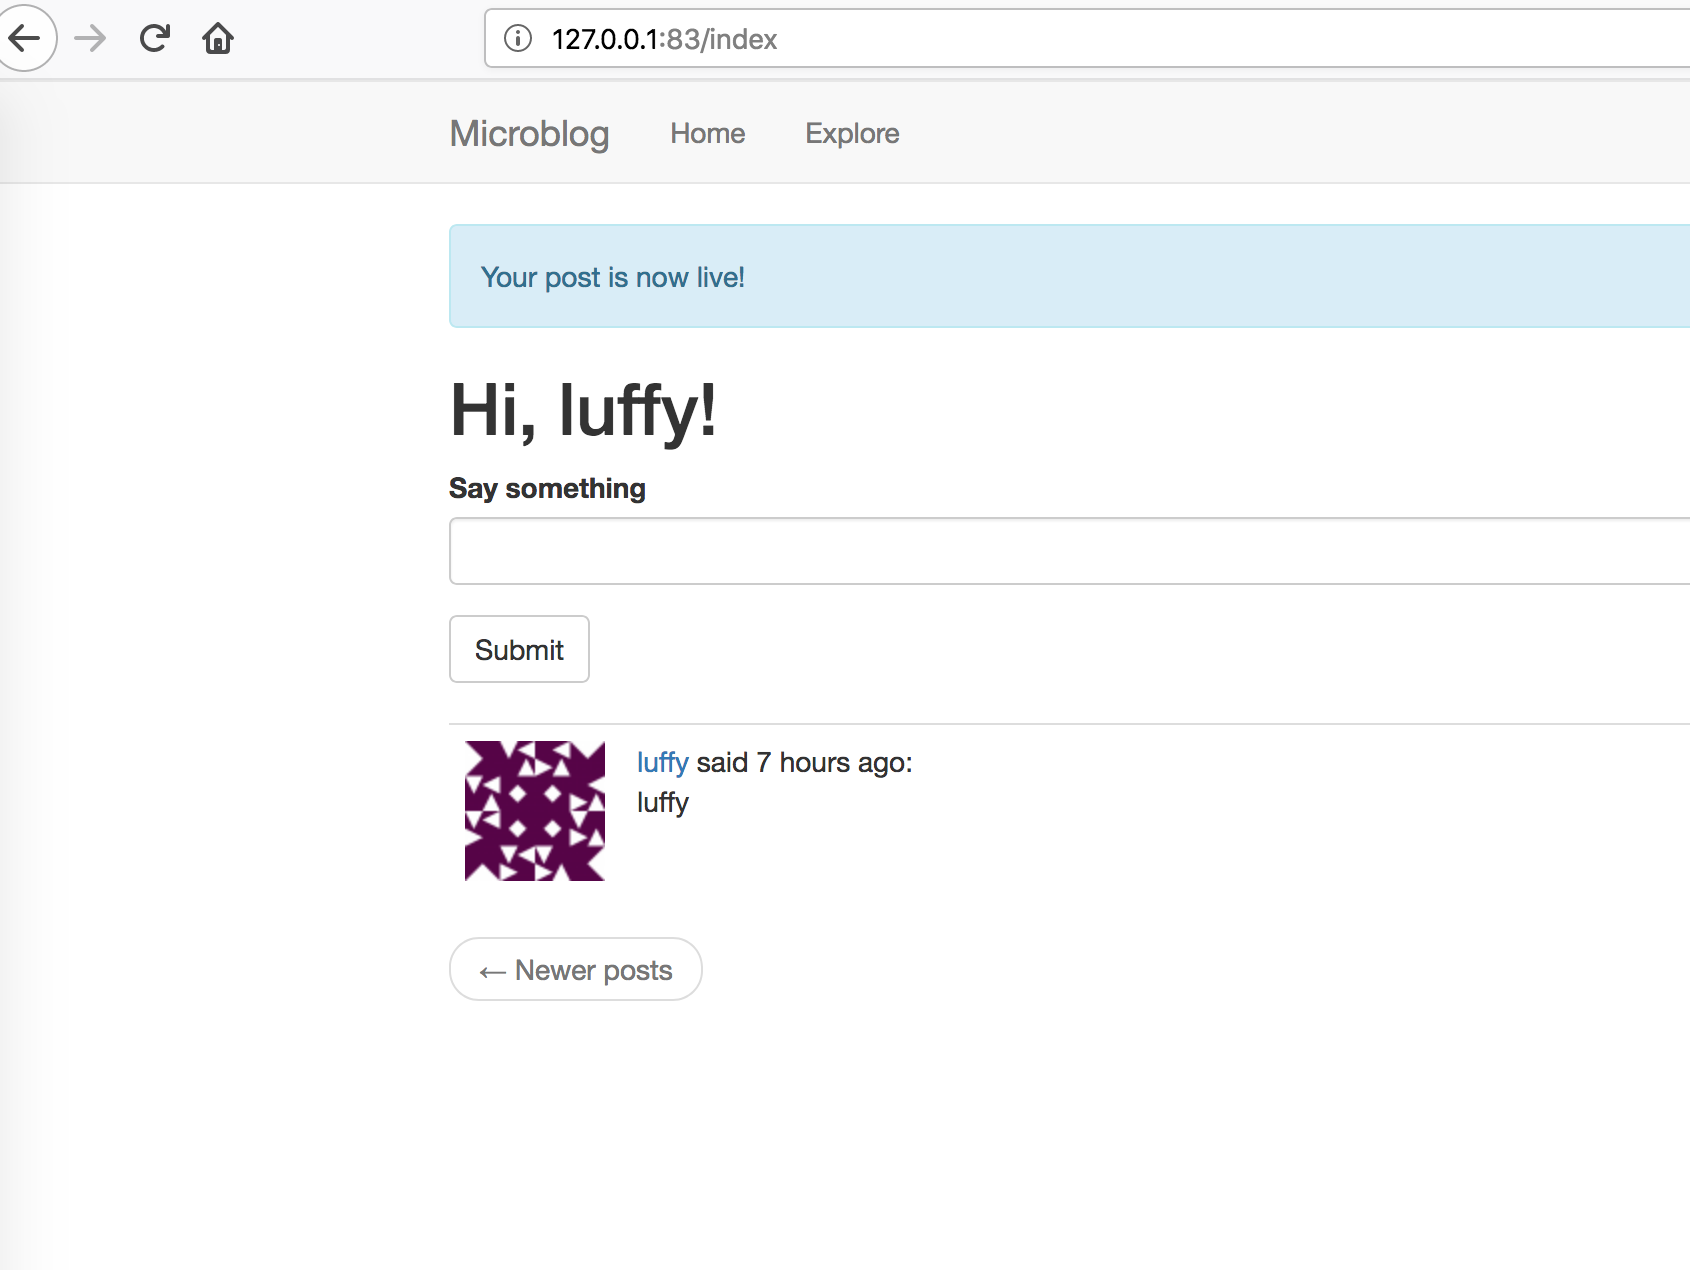 127.0.0.1:83/index
Microblog Home Explore
Your post is now live!
Hi, luffy!
Say something
Submit
luffy said 7 hours ago:
luffy
← Newer posts